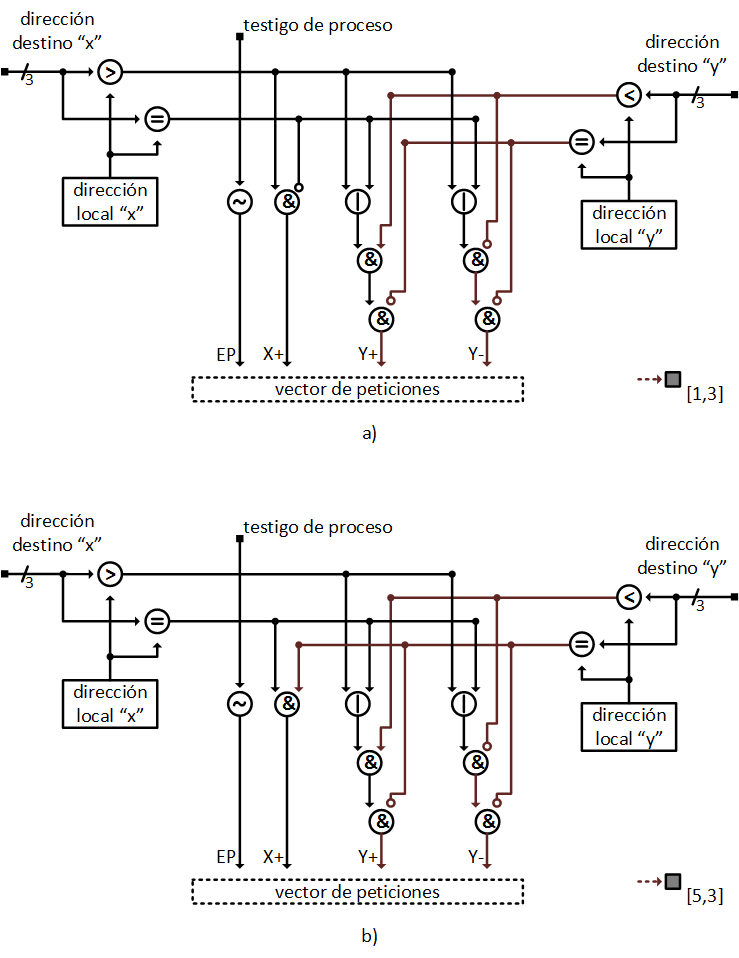 dirección
destino “x”
testigo de proceso
dirección
destino “y”
3
>
<
3
=
=
dirección
local “x”
~
&
|
|
dirección
local “y”
&
&
&
&
EP
X+
Y+
Y-
vector de peticiones
[1,3]
a)
dirección
destino “x”
testigo de proceso
dirección
destino “y”
3
>
<
3
=
=
dirección
local “x”
~
&
|
|
dirección
local “y”
&
&
&
&
EP
X+
Y+
Y-
vector de peticiones
[5,3]
b)